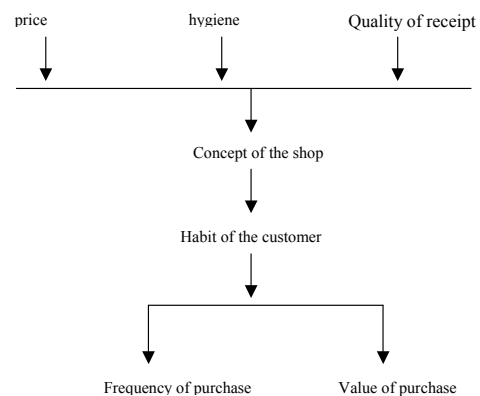 price hygiene Quality of receipt
Concept of the shop
Habit of the customer
Frequency of purchase Value of purchase